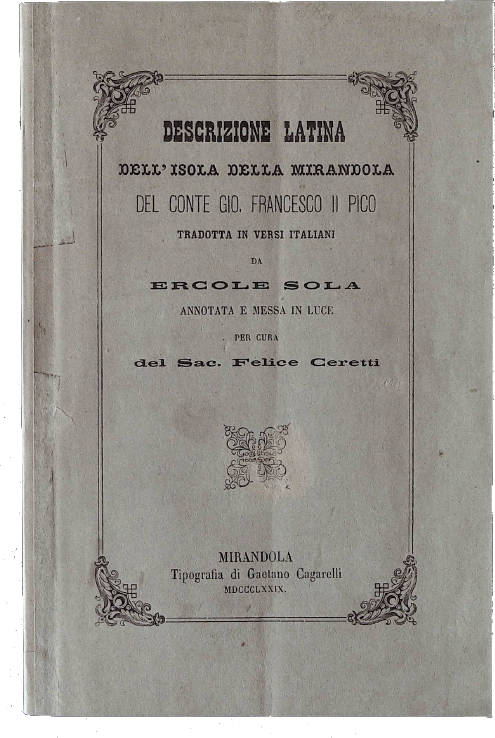 DESCRIZIONE LATINA
DELL' ISOLA DELLA MIRANDOLA
DEL CONTE GIO. FRANCESCO II PICO
TRADOTTA IN VERSI ITALIANI
DA
ERCOLE SOLA
ANNOTATA E MESSA IN LUCE
PER CURA
del Sac. Felice Ceretti
MIRANDOLA
Tipografia di Gaetano Cagarelli
MDCCCLXXIX.